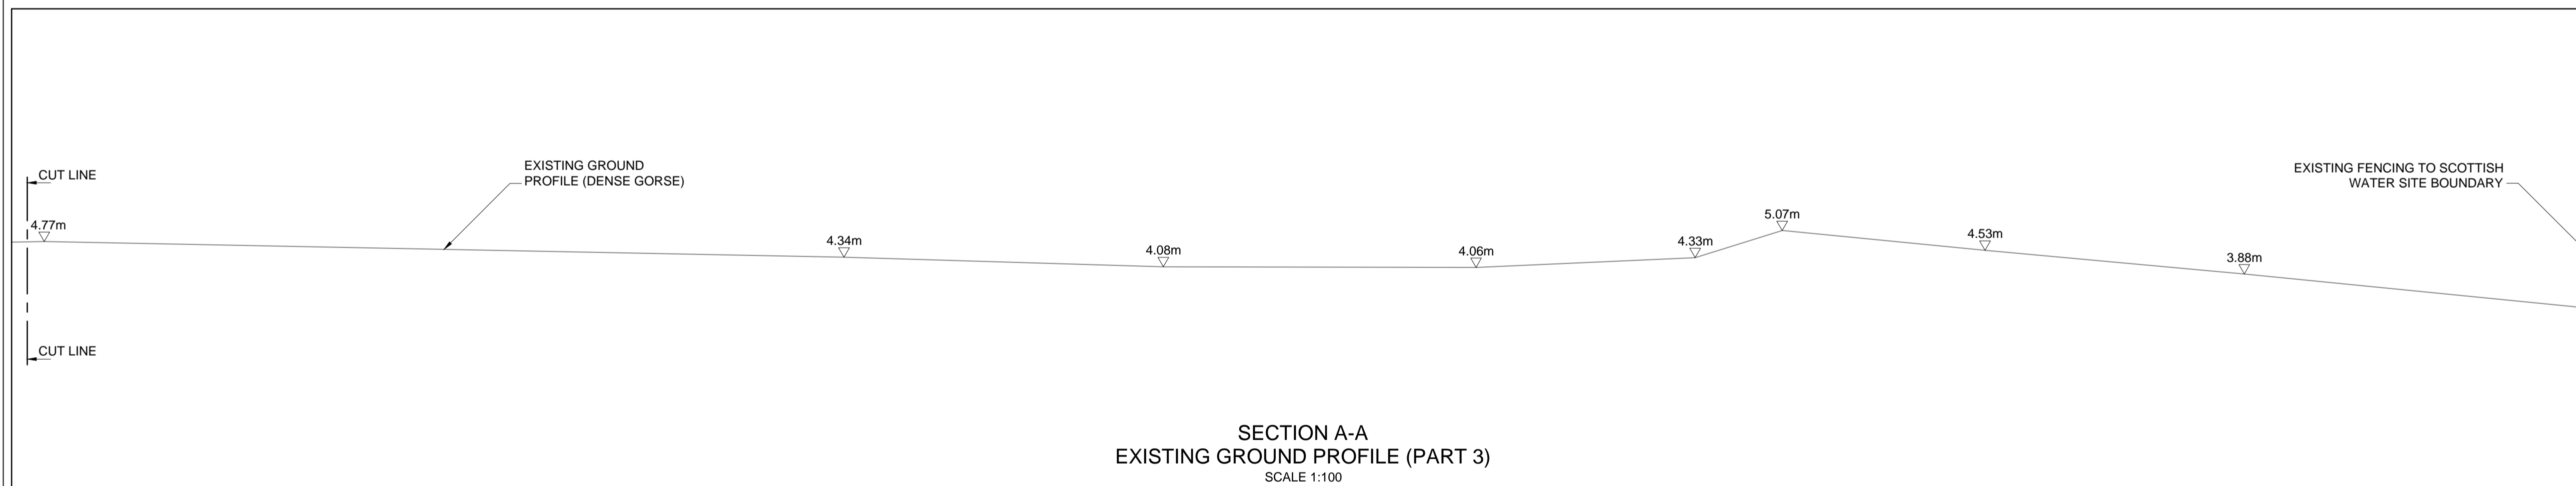 EXISTING GROUND
PROFILE (DENSE GORSE)
EXISTING FENCING TO SCOTTISH
WATER SITE BOUNDARY
CUT LINE
4.77m
4.34m
4.08m
4.06m
4.33m
5.07m
4.53m
3.88m
CUT LINE
SECTION A-A
EXISTING GROUND PROFILE (PART 3)
SCALE 1:100